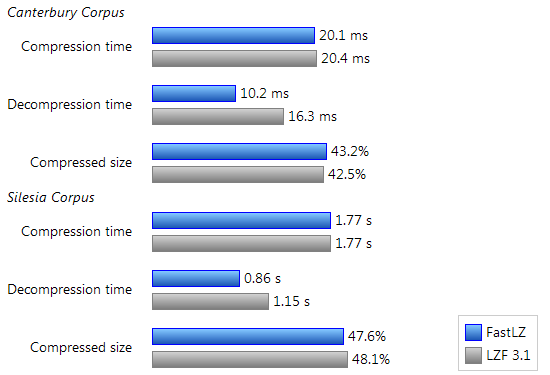 Canterbury Corpus
Compression time
20.1 ms
20.4 ms
Decompression time
10.2 ms
16.3 ms
Compressed size
43.2%
42.5%
Silesia Corpus
Compression time
1.77 s
1.77 s
Decompression time
0.86 s
1.15 s
Compressed size
47.6%
48.1%
FastLZ
LZF 3.1